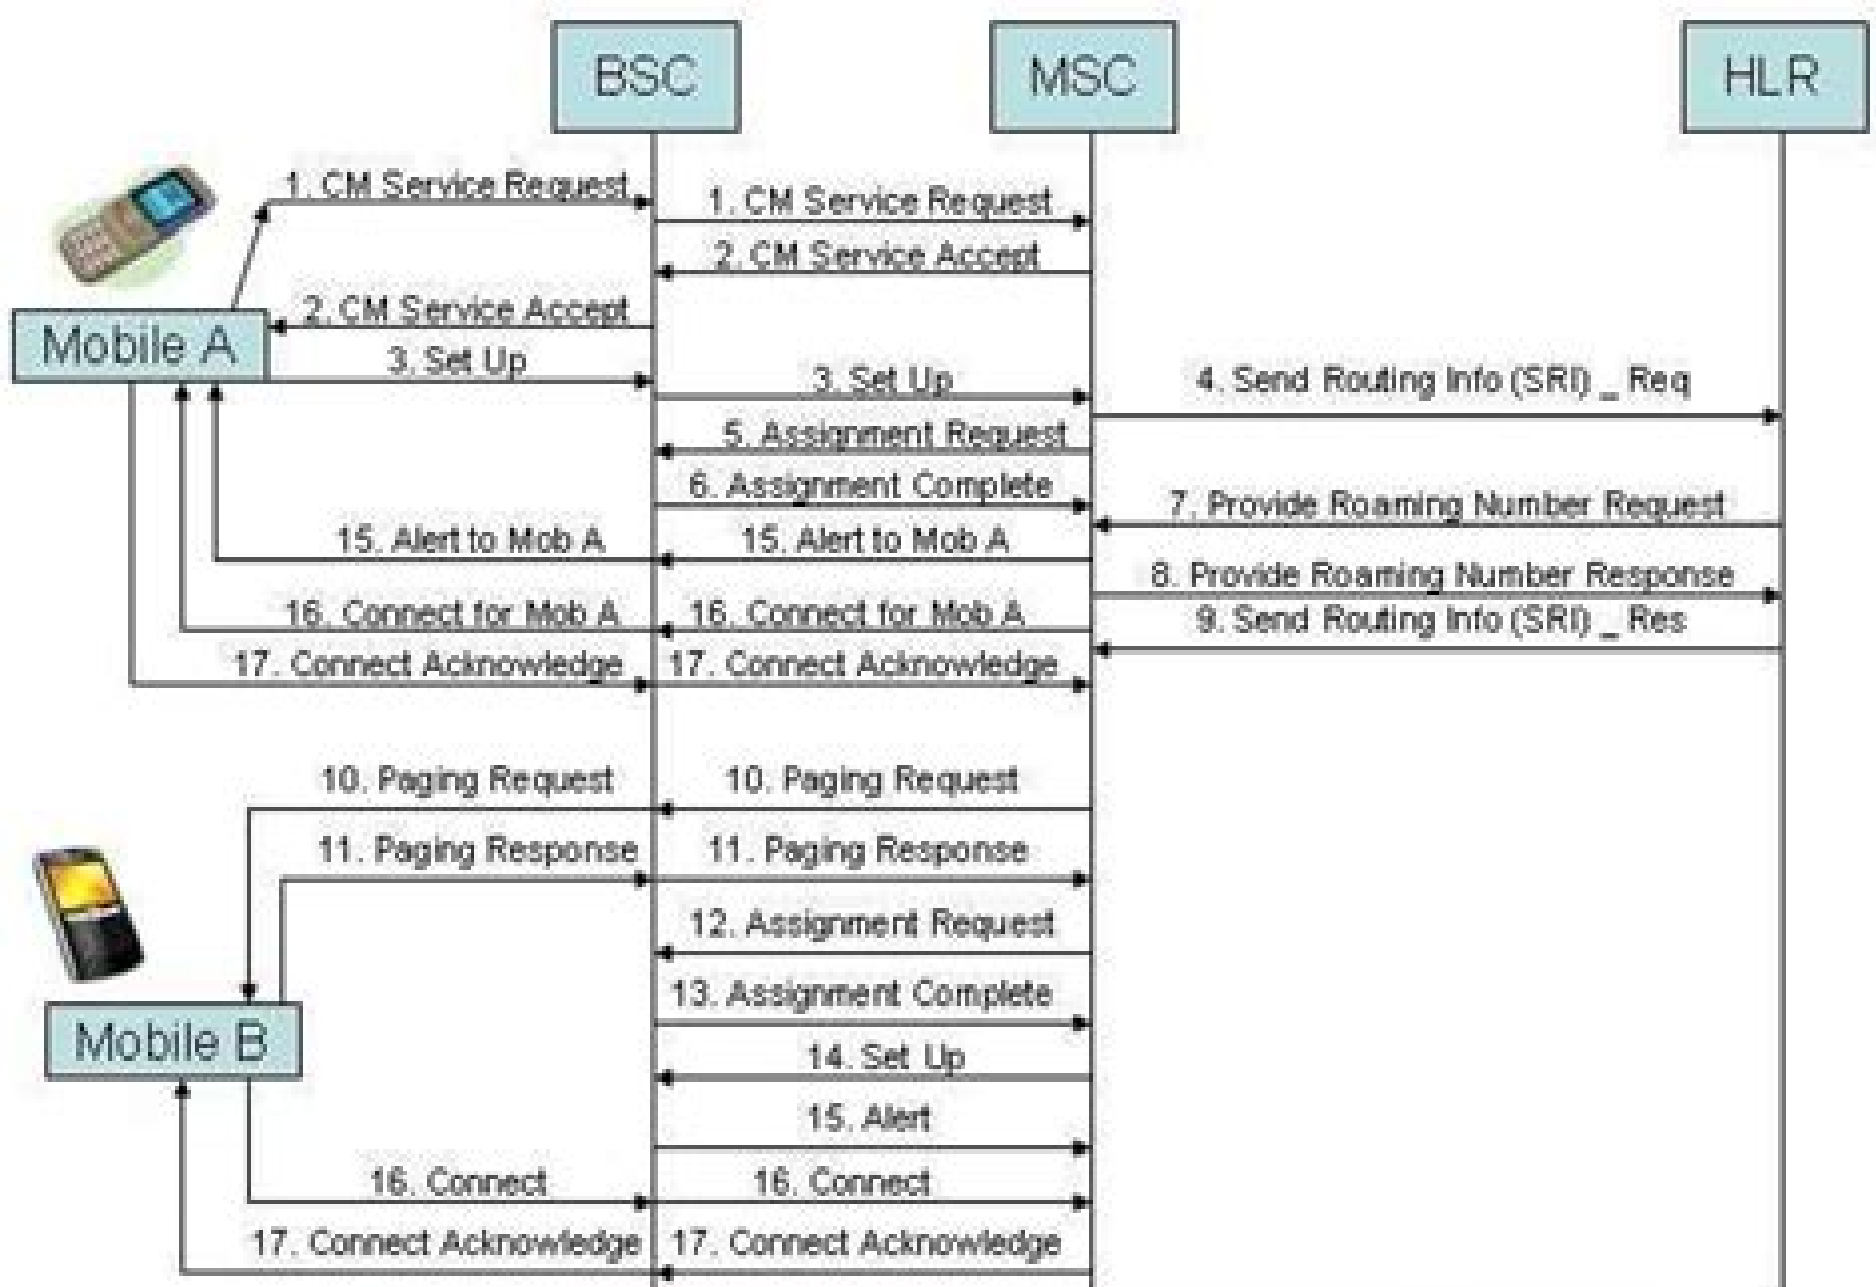 BSC
MSC
HLR
1. CM Service Request
1. CM Service Request
2. CM Service Accept
2. CM Service Accept
Mobile A
3. Set Up
3. Set Up
4. Send Routing Info (SRI) _ Req
5. Assignment Request
6. Assignment Complete
7. Provide Roaming Number Request
15. Alert to Mob A
15. Alert to Mob A
8. Provide Roaming Number Response
16. Connect for Mob A
16. Connect for Mob A
9. Send Routing Info (SRI) _ Res
17. Connect Acknowledge
17. Connect Acknowledge
10. Paging Request
10. Paging Request
11. Paging Response
11. Paging Response
12. Assignment Request
13. Assignment Complete
Mobile B
14. Set Up
15. Alert
16. Connect
16. Connect
17. Connect Acknowledge
17. Connect Acknowledge